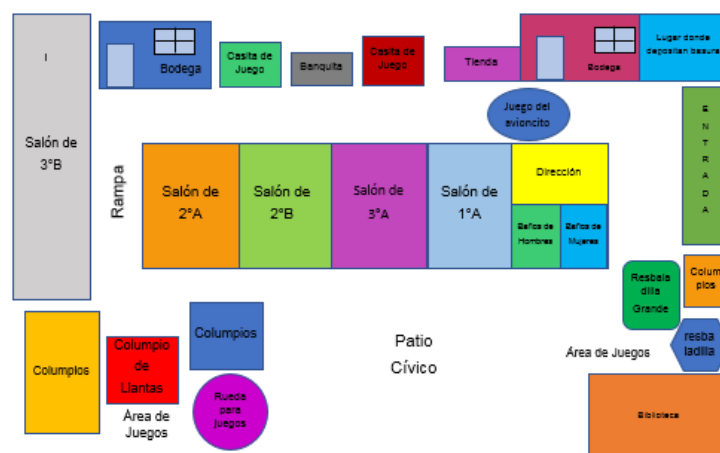 I
Salón de
3°B
Bodega
Casita de
Juego
Banquita
Casita de
Juego
Tienda
Bodega
Lugar donde
depositan basura
Juego del
avioncito
E
N
T
R
A
D
A
Rampa
Salón de
2°A
Salón de
2°B
Salón de
3°A
Salón de
1°A
Dirección
Baños de
Hombres
Baños de
Mujeres
Resbala
dilla
Grande
Colum
pios
resba
ladilla
Área de Juegos
Columpios
Columpio
de
Llantas
Columpios
Rueda
para
juegos
Área de
Juegos
Patio
Cívico
Biblioteca